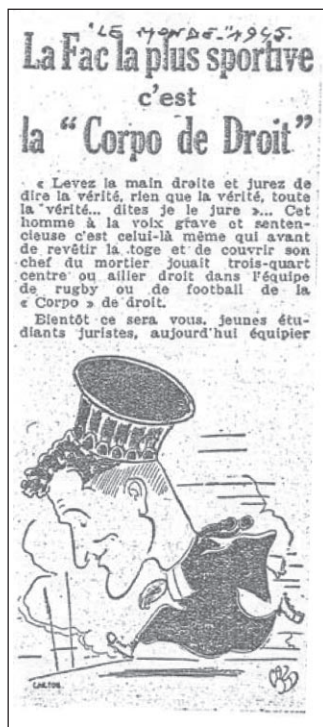 "LE MONDE" 1945.
La Fac la plus sportive
c'est
la “ Corpo de Droit ”
« Levez la main droite et jurez de
dire la vérité, rien que la vérité, toute
la vérité... dites je le jure »... Cet
homme à la voix grave et senten-
cieuse c'est celui-là même qui avant
de revêtir la toge et de couvrir son
chef du mortier jouait trois-quart
centre ou ailier droit dans l'équipe
de rugby ou de football de la
« Corpo » de droit.
Bientôt ce sera vous, jeunes étu-
diants juristes, aujourd'hui équipier